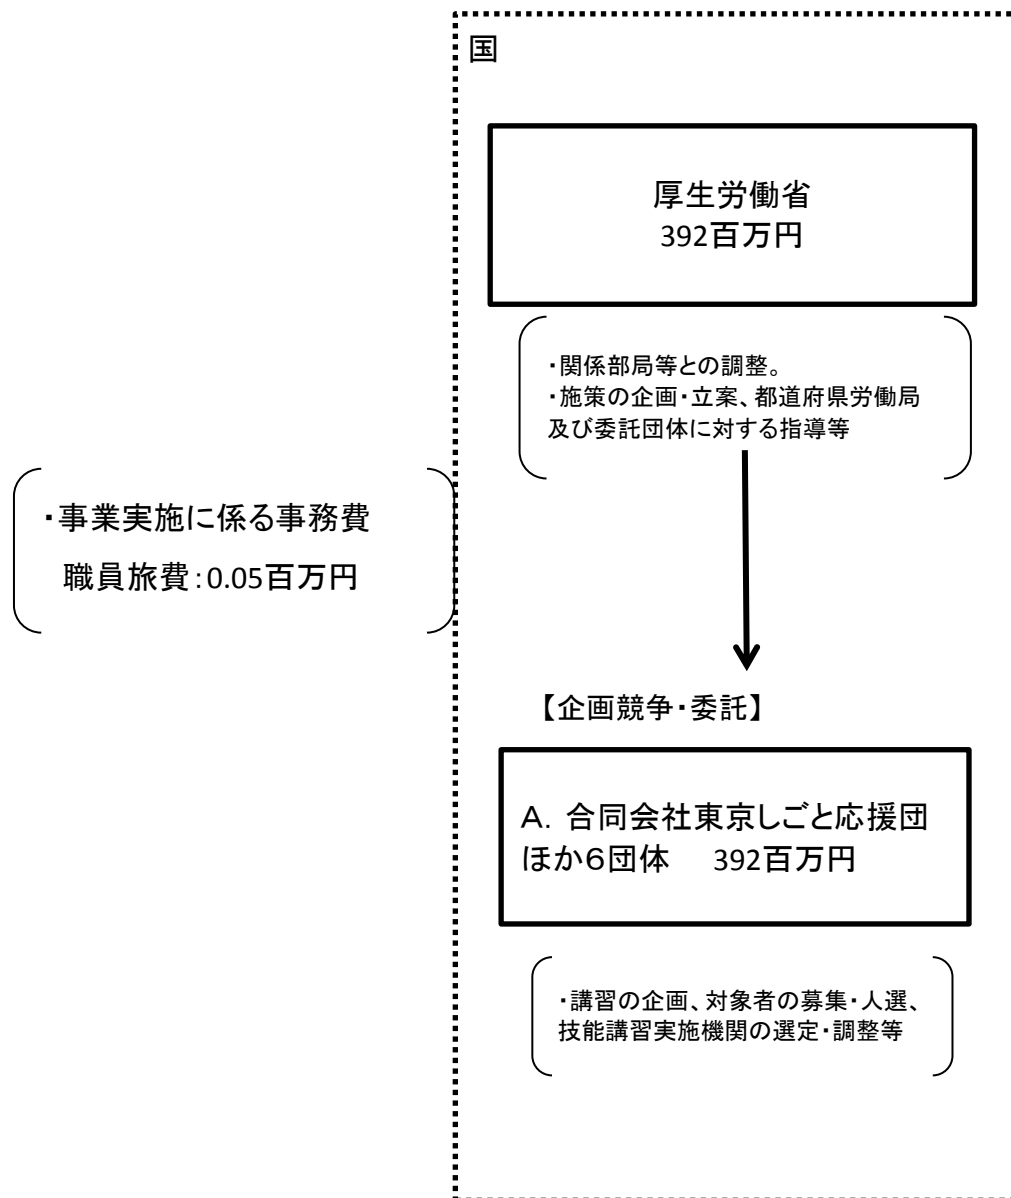 国
厚生労働省
392百万円
・関係部局等との調整。
・施策の企画・立案、都道府県労働局
及び委託団体に対する指導等
・事業実施に係る事務費
職員旅費：0.05百万円
【企画競争・委託】
Ａ．合同会社東京しごと応援団
ほか６団体　392百万円
・講習の企画、対象者の募集・人選、
技能講習実施機関の選定・調整等